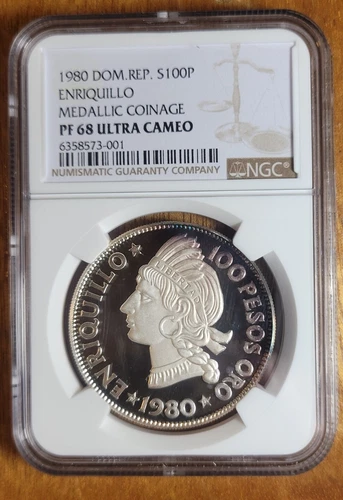 1980 DOM.REP. S100P
ENRIQUILLO
MEDALLIC COINAGE
PF 68 ULTRA CAMEO
6358573-001
NGC®
NUMISMATIC GUARANTY COMPANY
ENRIQUILLO ★ 100 PESOS ORO
★ 1980 ★